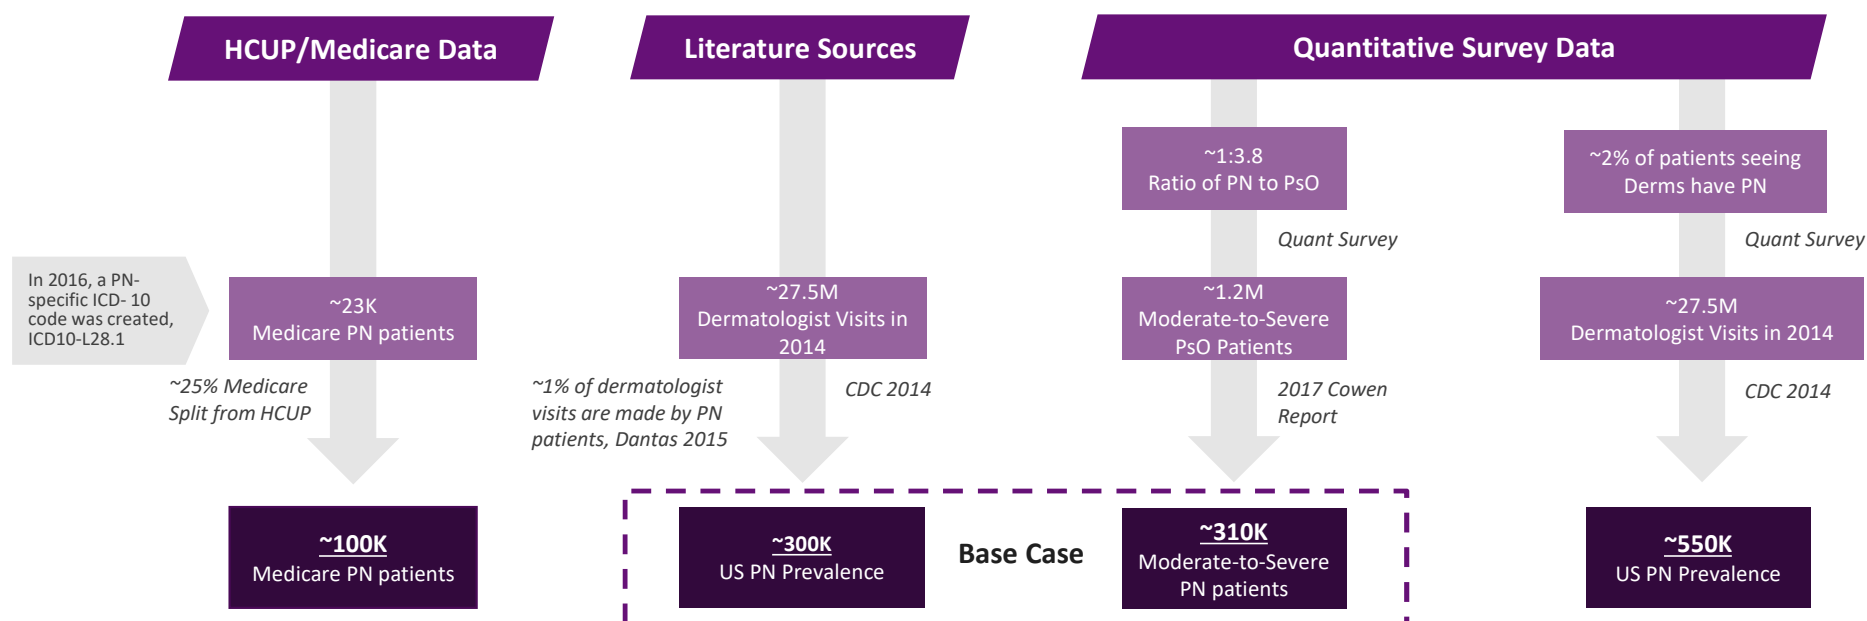 HCUP/Medicare Data
Literature Sources
Quantitative Survey Data
~1:3.8
Ratio of PN to PsO
~2% of patients seeing
Derms have PN
Quant Survey
Quant Survey
In 2016, a PN-
specific ICD- 10
code was created,
ICD10-L28.1
~23K
Medicare PN patients
~27.5M
Dermatologist Visits in
2014
~1.2M
Moderate-to-Severe
PsO Patients
~27.5M
Dermatologist Visits in 2014
~25% Medicare
Split from HCUP
~1% of dermatologist
visits are made by PN
patients, Dantas 2015
CDC 2014
2017 Cowen
Report
CDC 2014
~100K
Medicare PN patients
~300K
US PN Prevalence
Base Case
~310K
Moderate-to-Severe
PN patients
~550K
US PN Prevalence